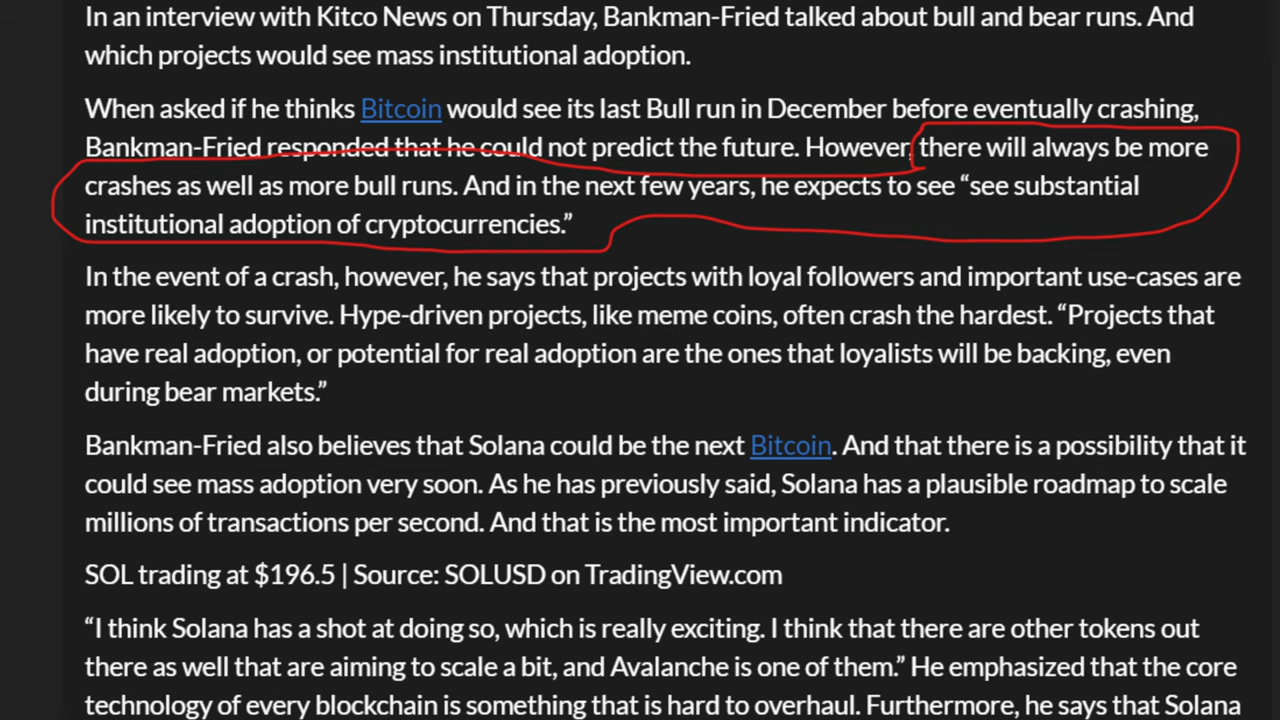 In an interview with Kitco News on Thursday, Bankman-Fried talked about bull and bear runs. And
which projects would see mass institutional adoption.
When asked if he thinks Bitcoin would see its last Bull run in December before eventually crashing,
Bankman-Fried responded that he could not predict the future. However, there will always be more
crashes as well as more bull runs. And in the next few years, he expects to see “see substantial
institutional adoption of cryptocurrencies.”
In the event of a crash, however, he says that projects with loyal followers and important use-cases are
more likely to survive. Hype-driven projects, like meme coins, often crash the hardest. “Projects that
have real adoption, or potential for real adoption are the ones that loyalists will be backing, even
during bear markets.”
Bankman-Fried also believes that Solana could be the next Bitcoin. And that there is a possibility that it
could see mass adoption very soon. As he has previously said, Solana has a plausible roadmap to scale
millions of transactions per second. And that is the most important indicator.
SOL trading at $196.5 | Source: SOLUSD on TradingView.com
“I think Solana has a shot at doing so, which is really exciting. I think that there are other tokens out
there as well that are aiming to scale a bit, and Avalanche is one of them.” He emphasized that the core
technology of every blockchain is something that is hard to overhaul. Furthermore, he says that Solana